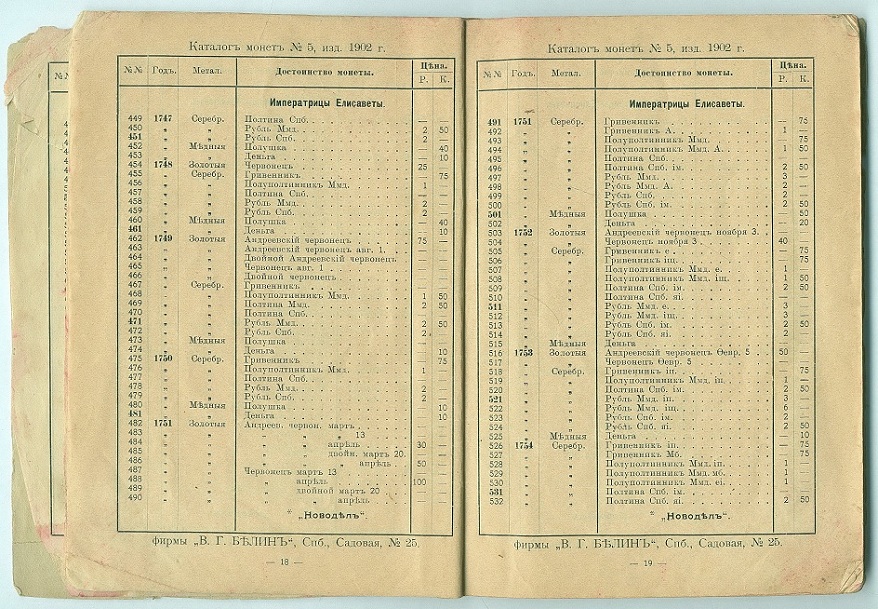 Каталогъ монетъ № 5, изд. 1902 г.
№№ Годъ. Метал. Достоинство монеты. Цѣна.
Р. К.
Императрицы Елисаветы.
449 1747 Серебр. Полтина Спб. — —
450 „ „ Рубль Ммд. 2 50
451 „ „ Рубль Спб. 2 —
452 „ Мѣдныя Полушка — 40
453 „ „ Деньга — 10
454 1748 Золотыя Червонецъ 25 —
455 „ Серебр. Гривенникъ — 75
456 „ „ Полуполтинникъ Ммд. 1 —
457 „ „ Полтина Спб. — —
458 „ „ Рубль Ммд. 2 —
459 „ „ Рубль Спб. 2 —
460 „ Мѣдныя Полушка — 40
461 „ „ Деньга — 10
462 1749 Золотыя Андреевскій червонецъ 75 —
463 „ „ Андреевскій червонецъ авг. 1. — —
464 „ „ Двойной Андреевскій червонецъ — —
465 „ „ Червонецъ авг. 1 — —
466 „ „ Двойной червонецъ — —
467 „ Серебр. Гривенникъ — —
468 „ „ Полуполтинникъ Ммд. 1 50
469 „ „ Полтина Ммд. 2 50
470 „ „ Полтина Спб. — —
471 „ „ Рубль Ммд. 2 50
472 „ „ Рубль Спб. 2 —
473 „ Мѣдныя Полушка — —
474 „ „ Деньга — 10
475 1750 Серебр. Гривенникъ — 75
476 „ „ Полуполтинникъ Ммд. 1 —
477 „ „ Полтина Спб. — —
478 „ „ Рубль Ммд. 2 —
479 „ „ Рубль Спб. 2 —
480 „ Мѣдныя Полушка — 10
481 „ „ Деньга — 10
482 1751 Золотыя Андреев. червон. мартъ — —
483 „ „ „ „ „ 13 — —
484 „ „ „ „ апрѣль 30 —
485 „ „ „ „ двойн. мартъ 20. — —
486 „ „ „ „ „ апрѣль 50 —
487 „ „ Червонецъ мартъ 13 — —
488 „ „ „ апрѣль 100 —
489 „ „ „ двойной мартъ 20 — —
490 „ „ „ „ апрѣль — —
* „Новодѣлъ“.
фирмы „В. Г. БѢЛИНЪ“, Спб., Садовая, № 25.
— 18 —
Каталогъ монетъ № 5, изд. 1902 г.
№№ Годъ. Метал. Достоинство монеты. Цѣна.
Р. К.
Императрицы Елисаветы.
491 1751 Серебр. Гривенникъ — 75
492 „ „ Гривенникъ А. 1 —
493 „ „ Полуполтинникъ Ммд. — 75
494 „ „ Полуполтинникъ Ммд. А. 1 50
495 „ „ Полтина Спб. — —
496 „ „ Полтина Спб. ім. 2 50
497 „ „ Рубль Ммд. 3 —
498 „ „ Рубль Ммд. А. 2 —
499 „ „ Рубль Спб. 2 —
500 „ „ Рубль Спб. ім. 2 50
501 „ Мѣдныя Полушка — 50
502 „ „ Деньга — 20
503 1752 Золотыя Андреевскій червонец ноября 3. — —
504 „ „ Червонец ноября 3 40 —
505 „ Серебр. Гривенникъ е. — 75
506 „ „ Гривенникъ іщ. — 75
507 „ „ Полуполтинникъ Ммд. е. 1 —
508 „ „ Полуполтинникъ Ммд. іщ. 1 50
509 „ „ Полтина Спб. ім. 2 50
510 „ „ Полтина Спб. яі. — —
511 „ „ Рубль Ммд. е. 3 —
512 „ „ Рубль Ммд. іщ. 3 —
513 „ „ Рубль Спб. ім. 2 50
514 „ „ Рубль Спб. яі. 2 —
515 „ Мѣдныя Деньга — —
516 1753 Золотыя Андреевскій червонец Ѳевр. 5 50 —
517 „ „ Червонец Ѳевр. 5 — —
518 „ Серебр. Гривенникъ іп. — 75
519 „ „ Полуполтинникъ Ммд. іп. 1 —
520 „ „ Полтина Спб. ім. 2 50
521 „ „ Рубль Ммд. іп. 3 —
522 „ „ Рубль Ммд. іщ. 6 —
523 „ „ Рубль Спб. ім. 2 —
524 „ „ Рубль Спб. яі. 2 50
525 „ Мѣдныя Деньга — 10
526 1754 Серебр. Гривенникъ іп. — 75
527 „ „ Гривенникъ Мб. — 75
528 „ „ Полуполтинникъ Ммд. іп. 1 —
529 „ „ Полуполтинникъ Ммд. мб. 1 —
530 „ „ Полуполтинникъ Ммд. еі. 1 —
531 „ „ Полтина Спб. ім. — —
532 „ „ Полтина Спб. яі. 2 50
* „Новодѣлъ“.
фирмы „В. Г. БѢЛИНЪ“, Спб., Садовая, № 25.
— 19 —